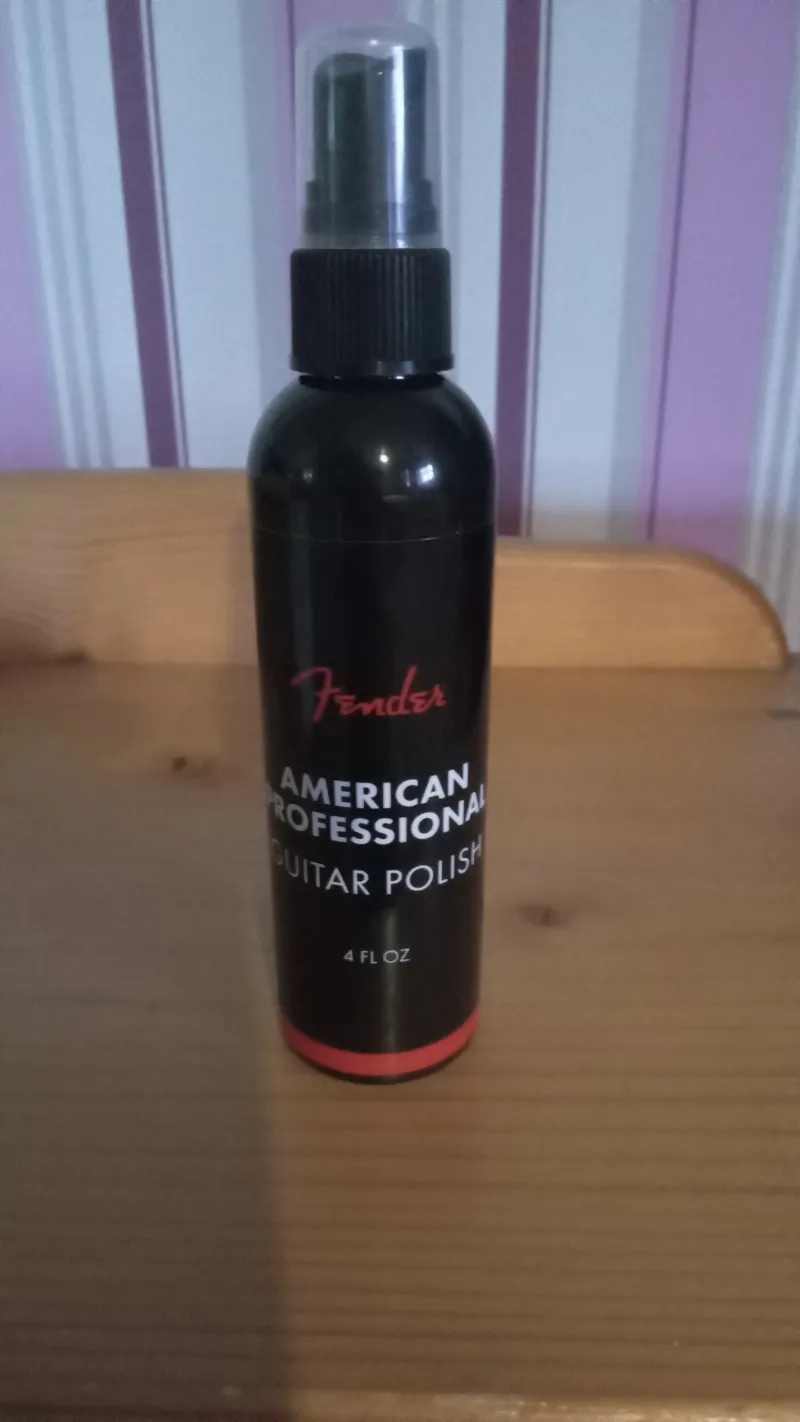 Fender
AMERICAN
PROFESSIONAL
GUITAR POLISH
4 FL OZ